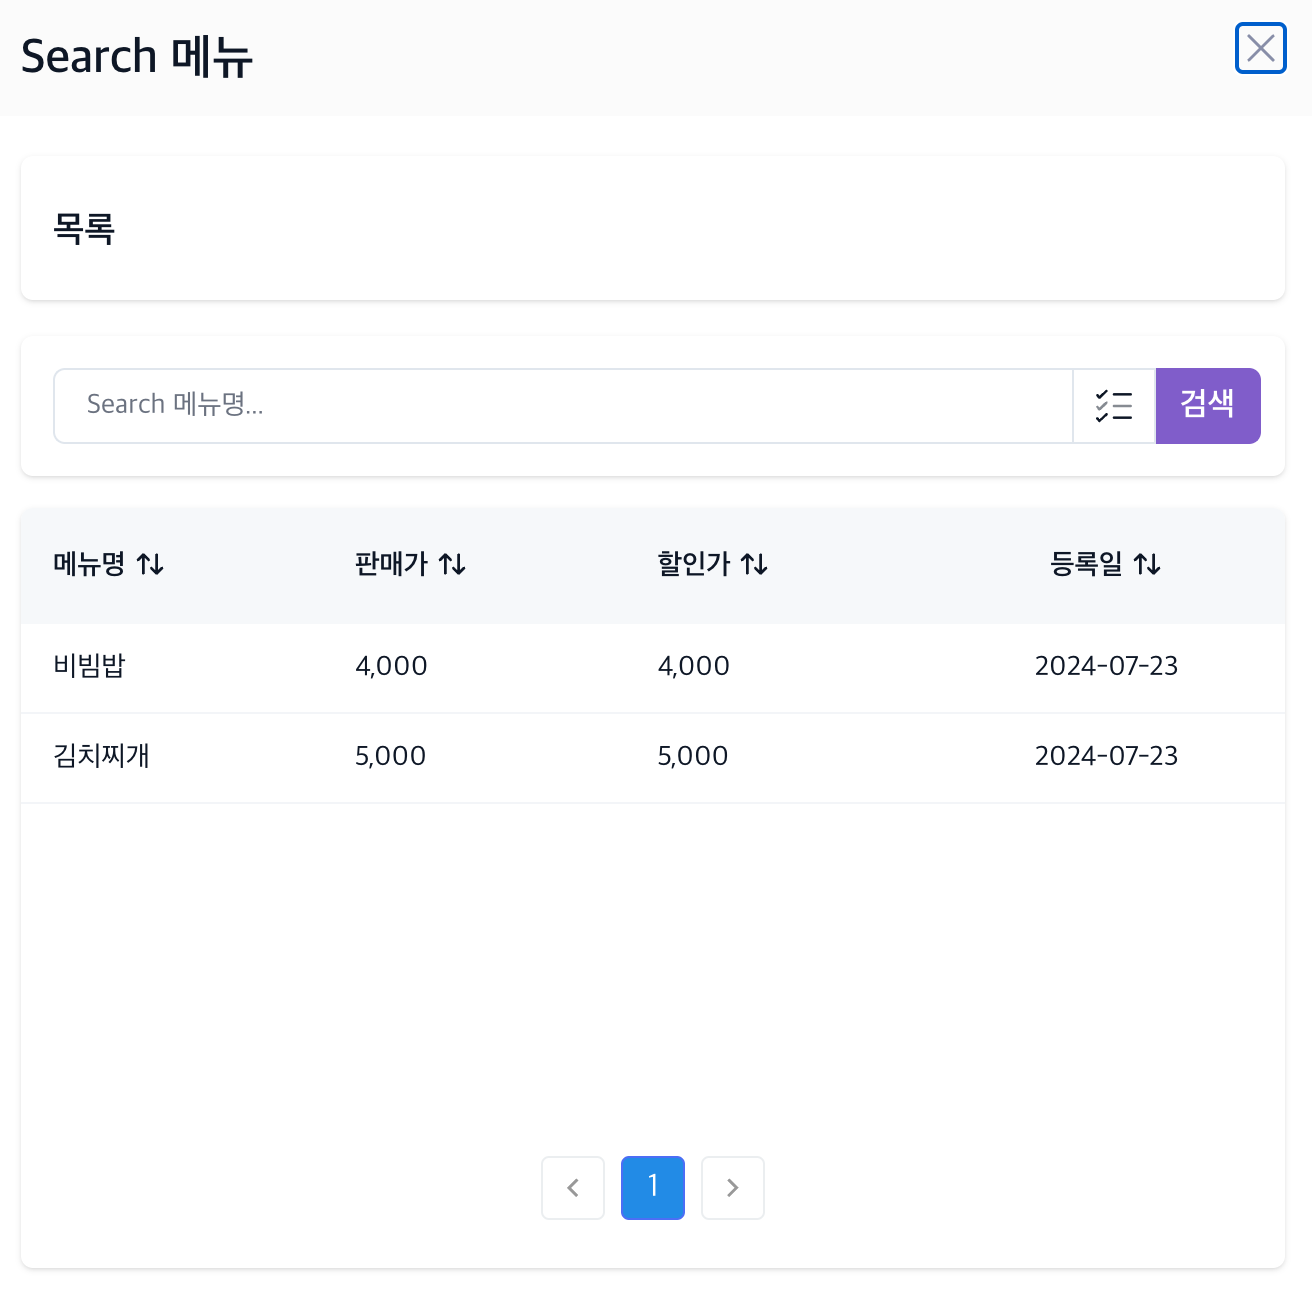 Search 메뉴
목록
Search 메뉴명...
검색
메뉴명 판매가 할인가 등록일
비빔밥 4,000 4,000 2024-07-23
김치찌개 5,000 5,000 2024-07-23
1